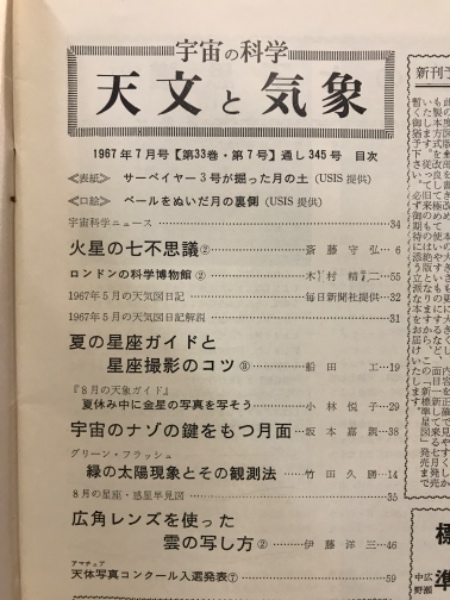 宇宙の科学
天文と気象
1967年7月号【第33巻・第7号】通し345号 目次
≪表紙≫ サーベイヤー3号が掘った月の土 (USIS 提供)
≪口絵≫ ベールをぬいだ月の裏側 (USIS 提供)
宇宙科学ニュース…34
火星の七不思議②…斎藤守弘…6
ロンドンの科学博物館②…木村精二…55
1967年5月の天気図日記…毎日新聞社提供…32
1967年5月の天気図日記解説…31
夏の星座ガイドと
星座撮影のコツ⑧…船田工…19
『8月の天象ガイド』
夏休み中に金星の写真を写そう…小林悦子…29
宇宙のナゾの鍵をもつ月面…坂本嘉親…38
グリーン・フラッシュ
緑の太陽現象とその観測法…竹田久勝…14
8月の星座・惑星早見図…35
広角レンズを使った
雲の写し方②…伊藤洋三…46
アマチュア
天体写真コンクール入選発表⑦…59
新刊予
標準